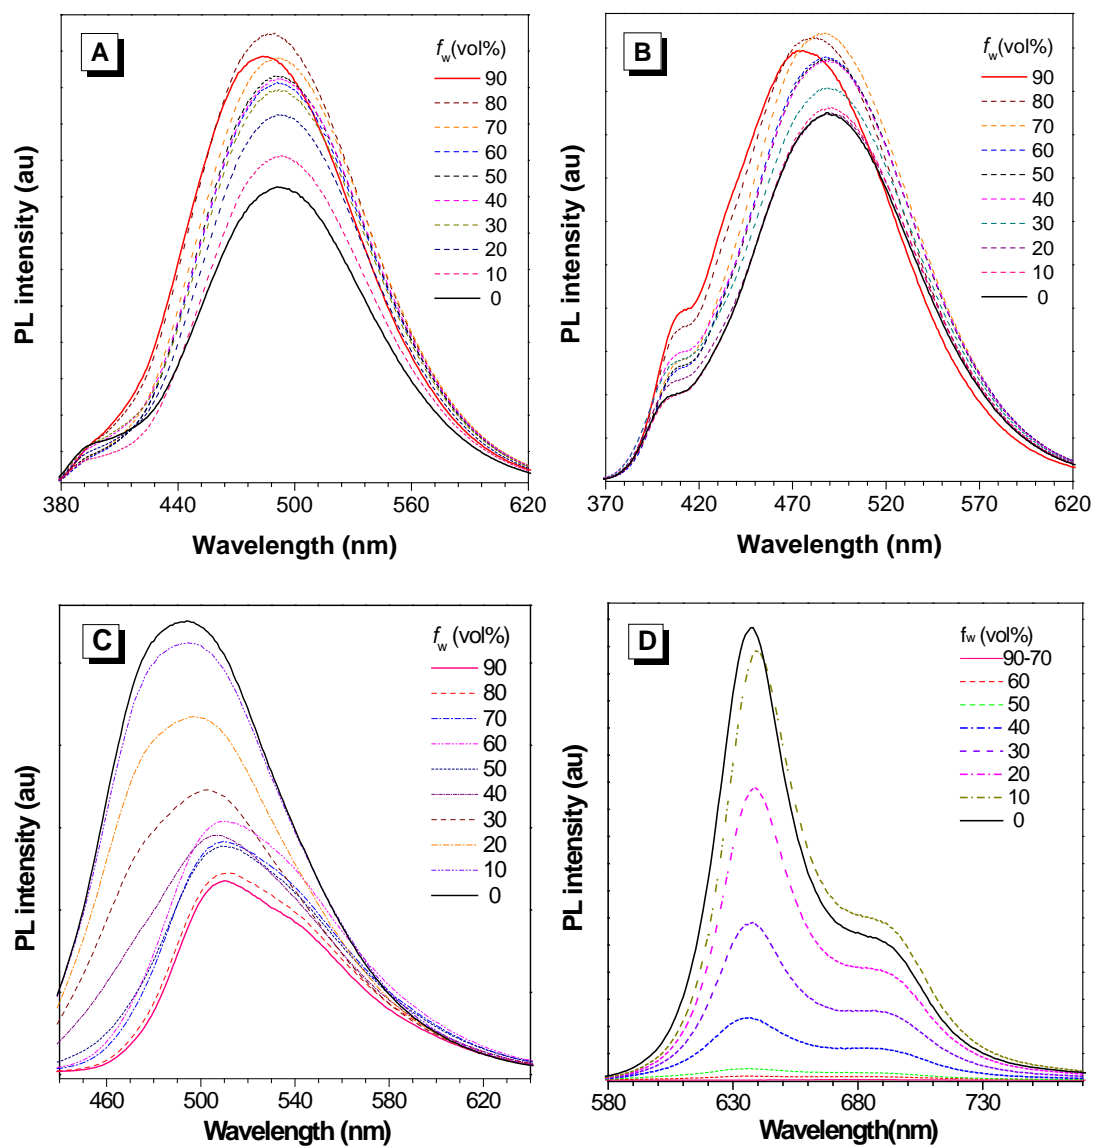 A
fw(vol%)
90
80
70
60
50
40
30
20
10
0
PL intensity (au)
380 440 500 560 620
Wavelength (nm)
B
fw(vol%)
90
80
70
60
50
40
30
20
10
0
PL intensity (au)
370 420 470 520 570 620
Wavelength (nm)
C
fw (vol%)
90
80
70
60
50
40
30
20
10
0
PL intensity (au)
460 500 540 580 620
Wavelength (nm)
D
fw (vol%)
90-70
60
50
40
30
20
10
0
PL intensity (au)
580 630 680 730
Wavelength(nm)